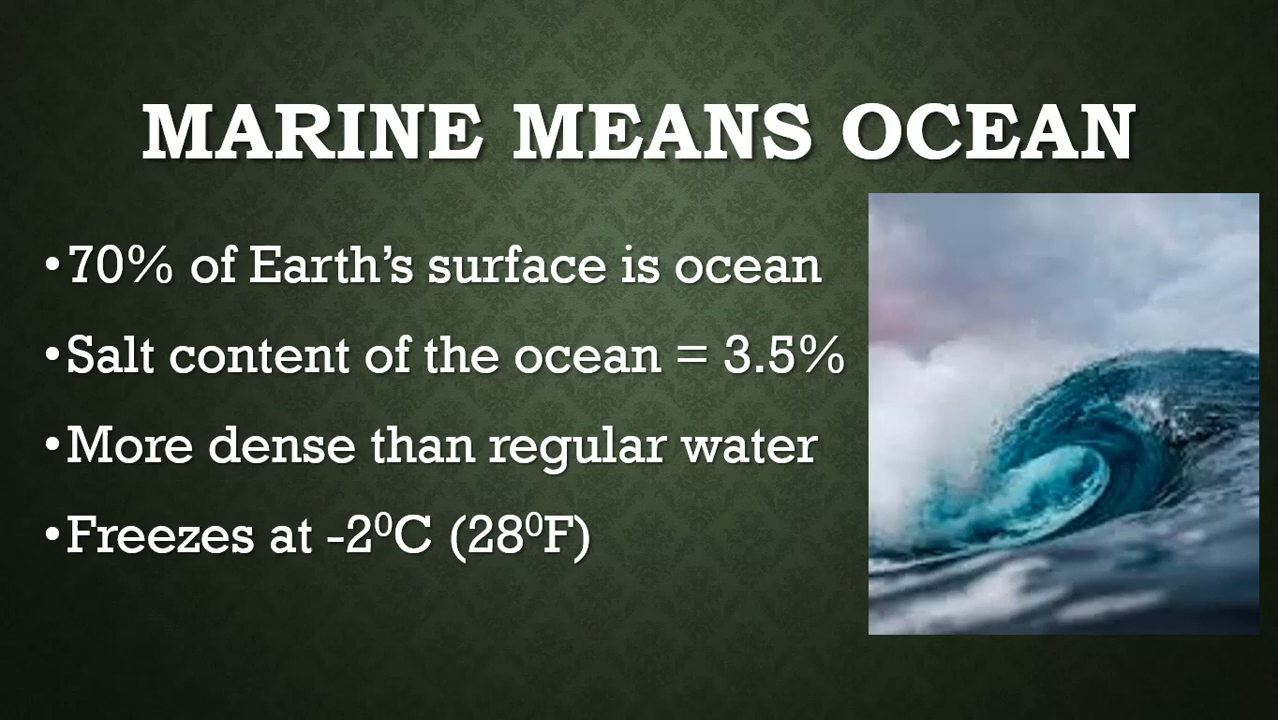 MARINE MEANS OCEAN
•70% of Earth’s surface is ocean
•Salt content of the ocean = 3.5%
•More dense than regular water
•Freezes at -2⁰C (28⁰F)